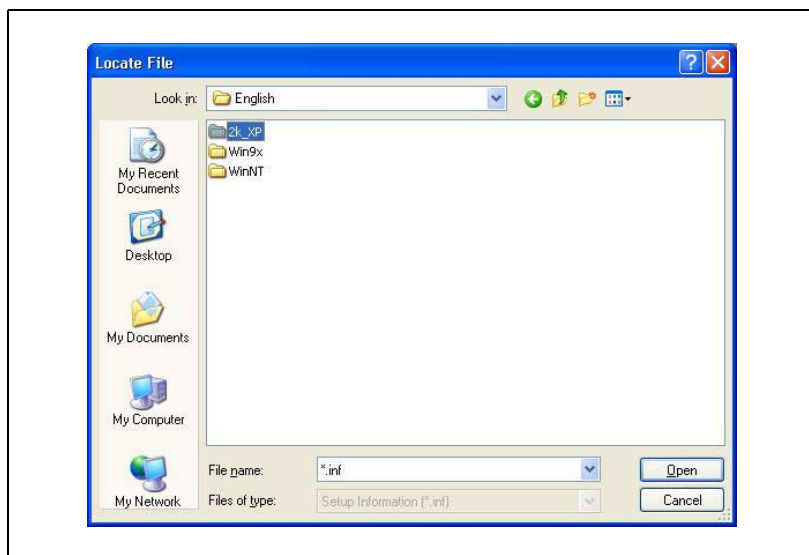 Locate File
Look in: English
2k_XP
Win9x
WinNT
My Recent
Documents
Desktop
My Documents
My Computer
My Network
File name: *.inf
Files of type: Setup Information (*.inf)
Open
Cancel